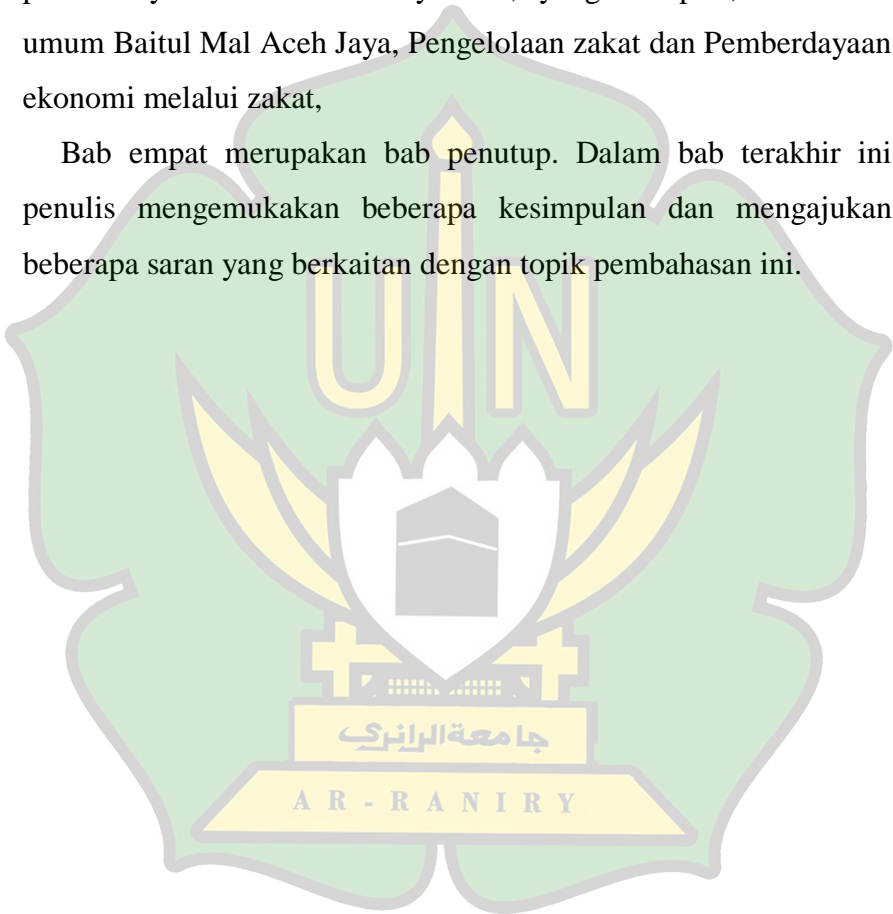 umum Baitul Mal Aceh Jaya, Pengelolaan zakat dan Pemberdayaan
ekonomi melalui zakat,
Bab empat merupakan bab penutup. Dalam bab terakhir ini
penulis mengemukakan beberapa kesimpulan dan mengajukan
beberapa saran yang berkaitan dengan topik pembahasan ini.
UIN
جامعة الرانري
AR-RANIRY